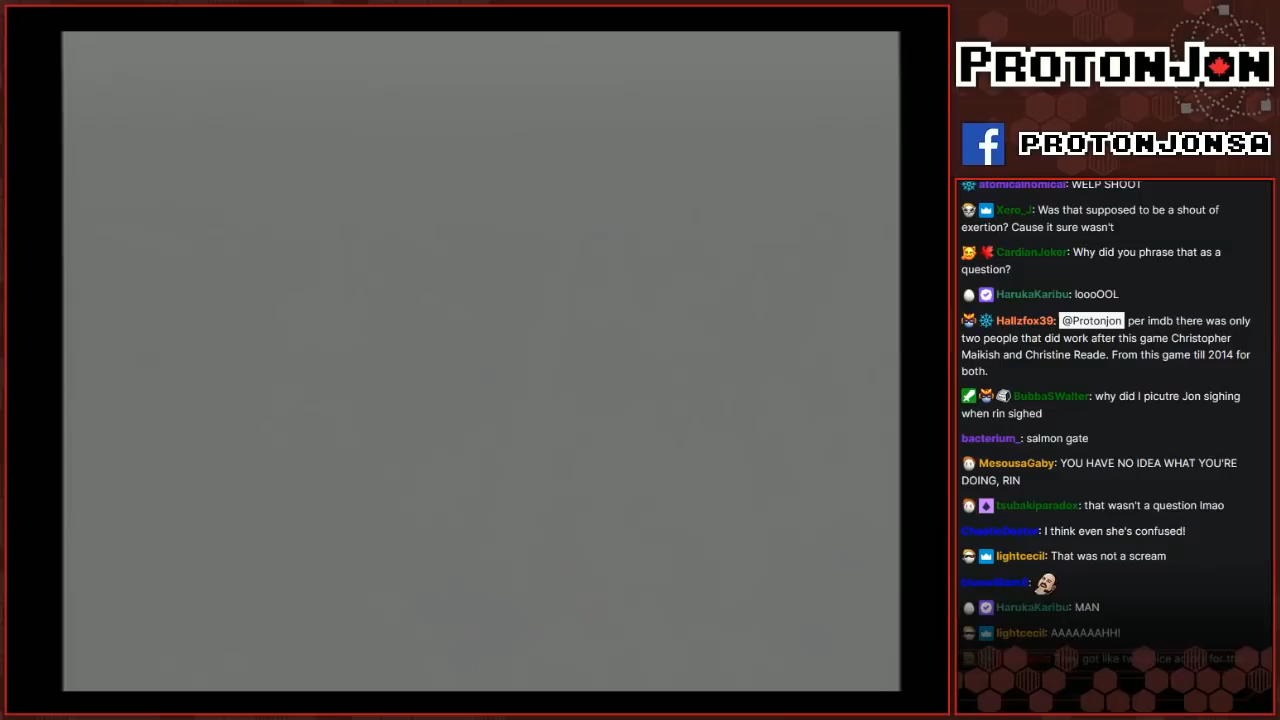 PROTONJON
PROTONJONSA
atomicalnomical: WELP SHOOT
Xero_J: Was that supposed to be a shout of
exertion? Cause it sure wasn't
CardianJoker: Why did you phrase that as a
question?
HarukaKaribu: loooOOL
Hallzfox39: @Protonjon per imdb there was only
two people that did work after this game Christopher
Maikish and Christine Reade. From this game till 2014 for
both.
BubbaSWalter: why did I picutre Jon sighing
when rin sighed
bacterium_: salmon gate
MesousaGaby: YOU HAVE NO IDEA WHAT YOU'RE
DOING, RIN
tsubakiparadox: that wasn't a question lmao
I think even she's confused!
lightcecil: That was not a scream
HarukaKaribu: MAN
lightcecil: AAAAAAAHH!
They got like